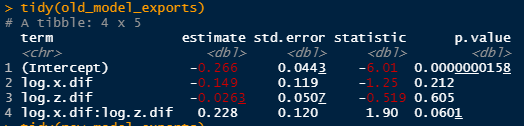 > tidy(old_model_exports)
# A tibble: 4 x 5
term estimate std.error statistic p.value
<chr> <dbl> <dbl> <dbl> <dbl>
1 (Intercept) -0.266 0.0443 -6.01 0.0000000158
2 log.x.dif -0.149 0.119 -1.25 0.212
3 log.z.dif -0.0263 0.0507 -0.519 0.605
4 log.x.dif:log.z.dif 0.228 0.120 1.90 0.0601